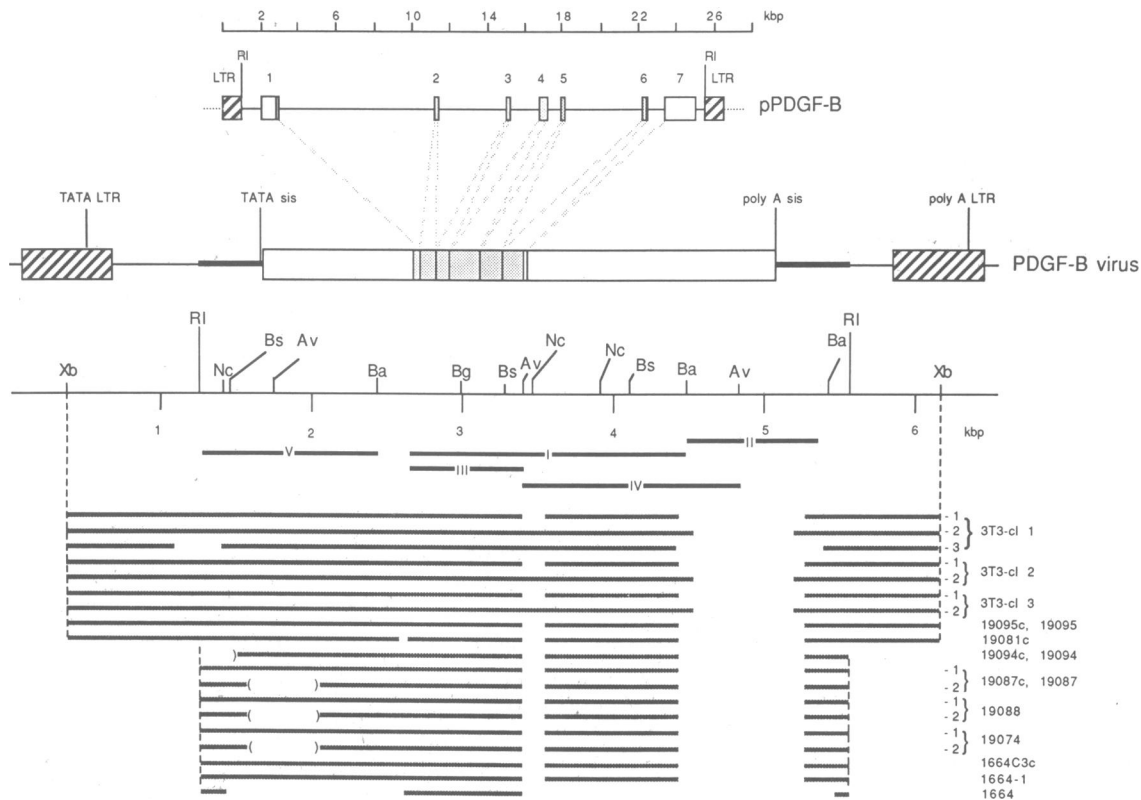 2 6 10 14 18 22 26 kbp
RI RI
LTR 1 2 3 4 5 6 7 LTR
pPDGF-B
TATA LTR TATA sis poly A sis poly A LTR
PDGF-B virus
RI RI
Bs Av Nc Nc Ba
Xb Nc Ba Bg Bs Av Bs Ba Av Xb
1 2 3 4 5 6 kbp
II
V I
III
IV
-1
-2 3T3-cl 1
-3
-1
-2 3T3-cl 2
-1
-2 3T3-cl 3
19095c, 19095
19081c
19094c, 19094
-1
-2 19087c, 19087
-1
-2 19088
-1
-2 19074
1664C3c
1664-1
1664